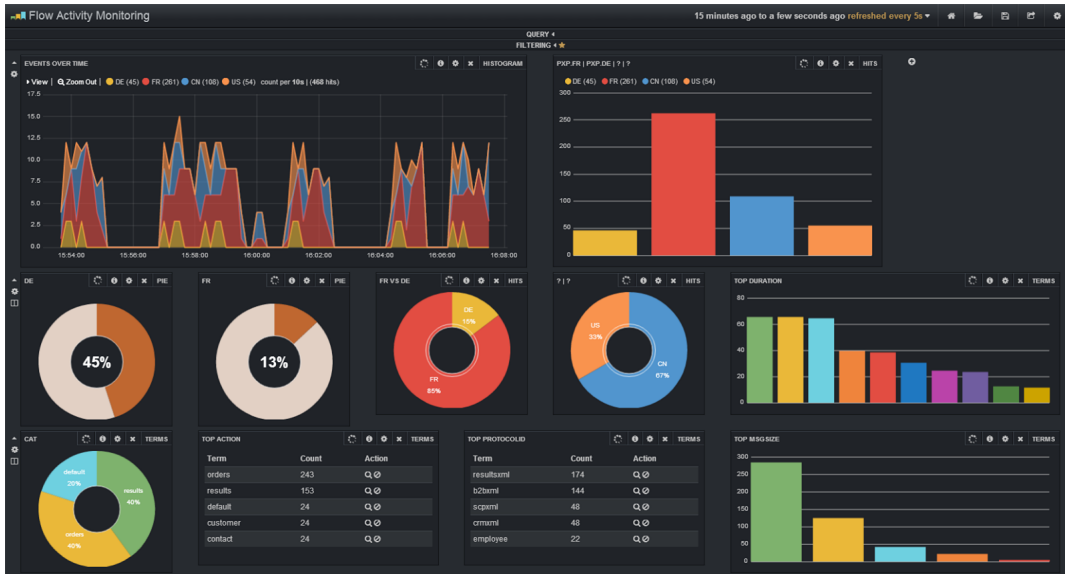 Flow Activity Monitoring
15 minutes ago to a few seconds ago refreshed every 5s
QUERY
FILTERING
EVENTS OVER TIME
HISTOGRAM
View | Zoom Out | DE (45) FR (261) CN (108) US (54) count per 10s | (468 hits)
17.5
15.0
12.5
10.0
7.5
5.0
2.5
0.0
15:54:00 15:56:00 15:58:00 16:00:00 16:02:00 16:04:00 16:06:00 16:08:00
PXP.FR | PXP.DE | ? | ?
HITS
DE (45) FR (261) CN (108) US (54)
300
250
200
150
100
50
0
DE
PIE
45%
FR
PIE
13%
FR VS DE
HITS
DE
15%
FR
85%
? | ?
HITS
US
33%
CN
67%
TOP DURATION
TERMS
80
60
40
20
0
CAT
TERMS
default
20%
results
40%
orders
40%
TOP ACTION
TERMS
Term Count Action
orders 243
results 153
default 24
customer 24
contact 24
TOP PROTOCOLID
TERMS
Term Count Action
resultsxml 174
b2bxml 144
scpxml 48
crmxml 48
employee 22
TOP MSGSIZE
TERMS
300
250
200
150
100
50
0